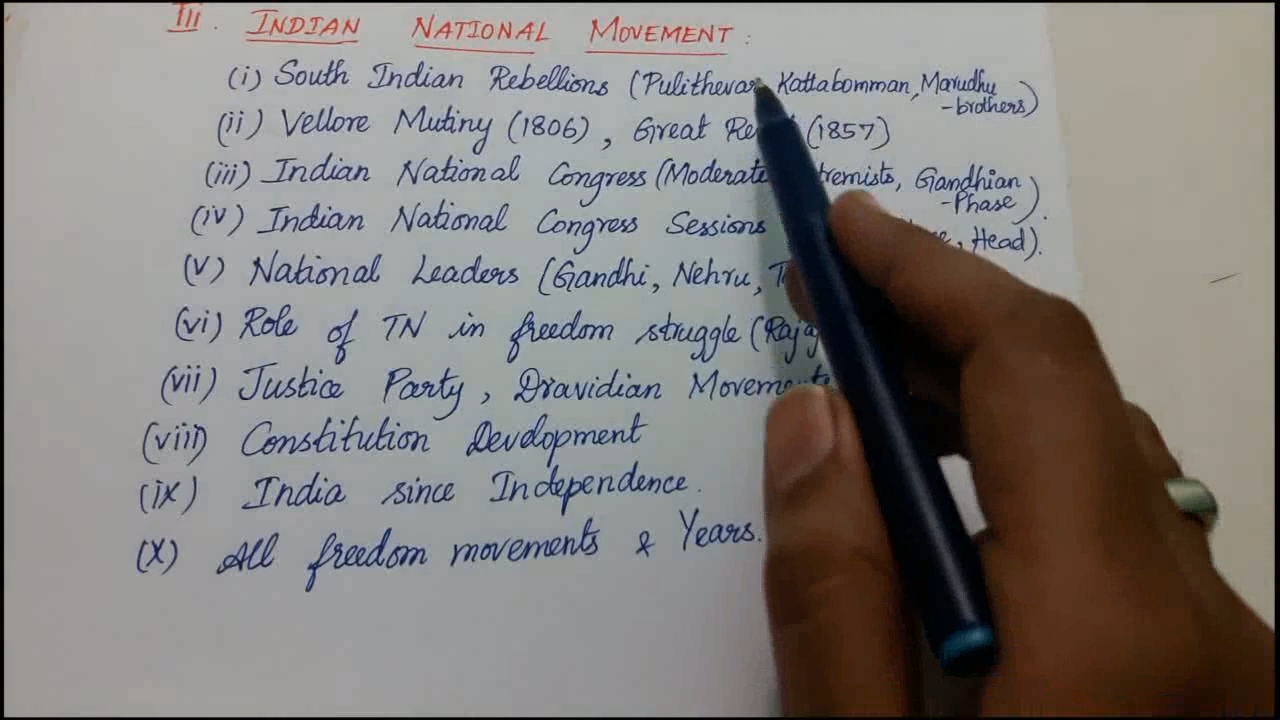 III. INDIAN NATIONAL MOVEMENT:
(i) South Indian Rebellions (Pulithevar, Kattabomman, Marudhu
-brothers)
(ii) Vellore Mutiny (1806), Great (1857)
(iii) Indian National Congress (Moderate Gandhian
-Phase).
(iv) Indian National Congress Sessions , Head).
(v) National Leaders (Gandhi, Nehru,
(vi) Role of TN in freedom struggle (
(vii) Justice Party, Dravidian Movements
(viii) Constitution Development
(ix) India since Independence.
(x) All freedom movements & Years.